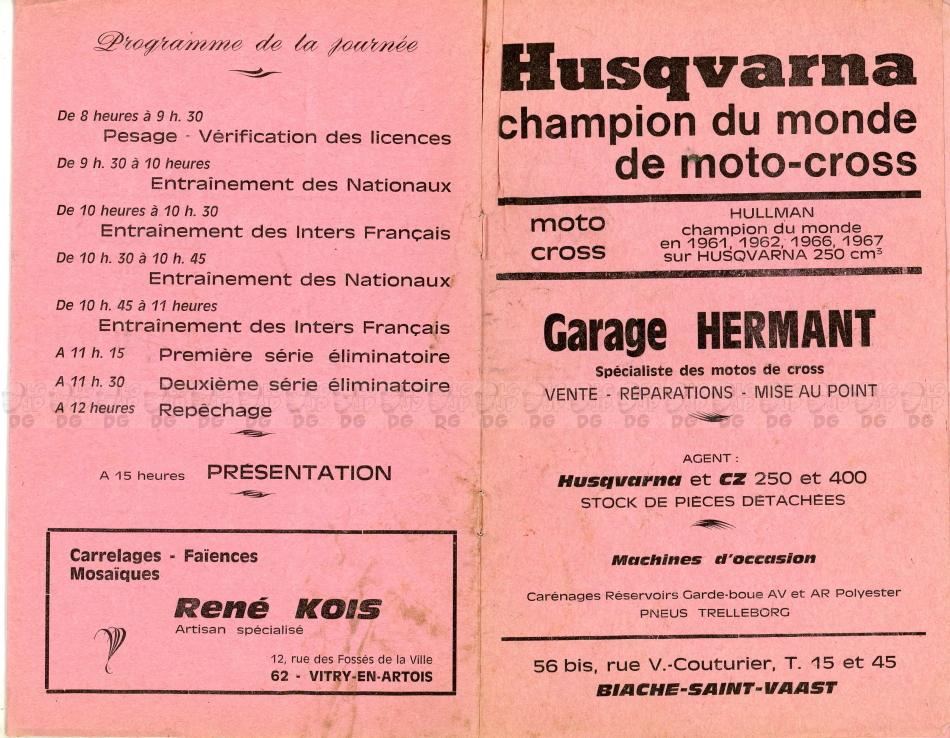 Programme de la journée
De 8 heures à 9 h. 30
Pesage - Vérification des licences
De 9 h. 30 à 10 heures
Entraînement des Nationaux
De 10 heures à 10 h. 30
Entraînement des Inters Français
De 10 h. 30 à 10 h. 45
Entraînement des Nationaux
De 10 h. 45 à 11 heures
Entraînement des Inters Français
A 11 h. 15 Première série éliminatoire
A 11 h. 30 Deuxième série éliminatoire
A 12 heures Repêchage
A 15 heures PRÉSENTATION
Carrelages - Faïences
Mosaïques
René KOIS
Artisan spécialisé
12, rue des Fossés de la Ville
62 - VITRY-EN-ARTOIS
Husqvarna
champion du monde
de moto-cross
moto
cross
HULLMAN
champion du monde
en 1961, 1962, 1966, 1967
sur HUSQVARNA 250 cm³
Garage HERMANT
Spécialiste des motos de cross
VENTE - RÉPARATIONS - MISE AU POINT
AGENT :
Husqvarna et CZ 250 et 400
STOCK DE PIÈCES DÉTACHÉES
Machines d'occasion
Carénages Réservoirs Garde-boue AV et AR Polyester
PNEUS TRELLEBORG
56 bis, rue V.-Couturier, T. 15 et 45
BIACHE-SAINT-VAAST